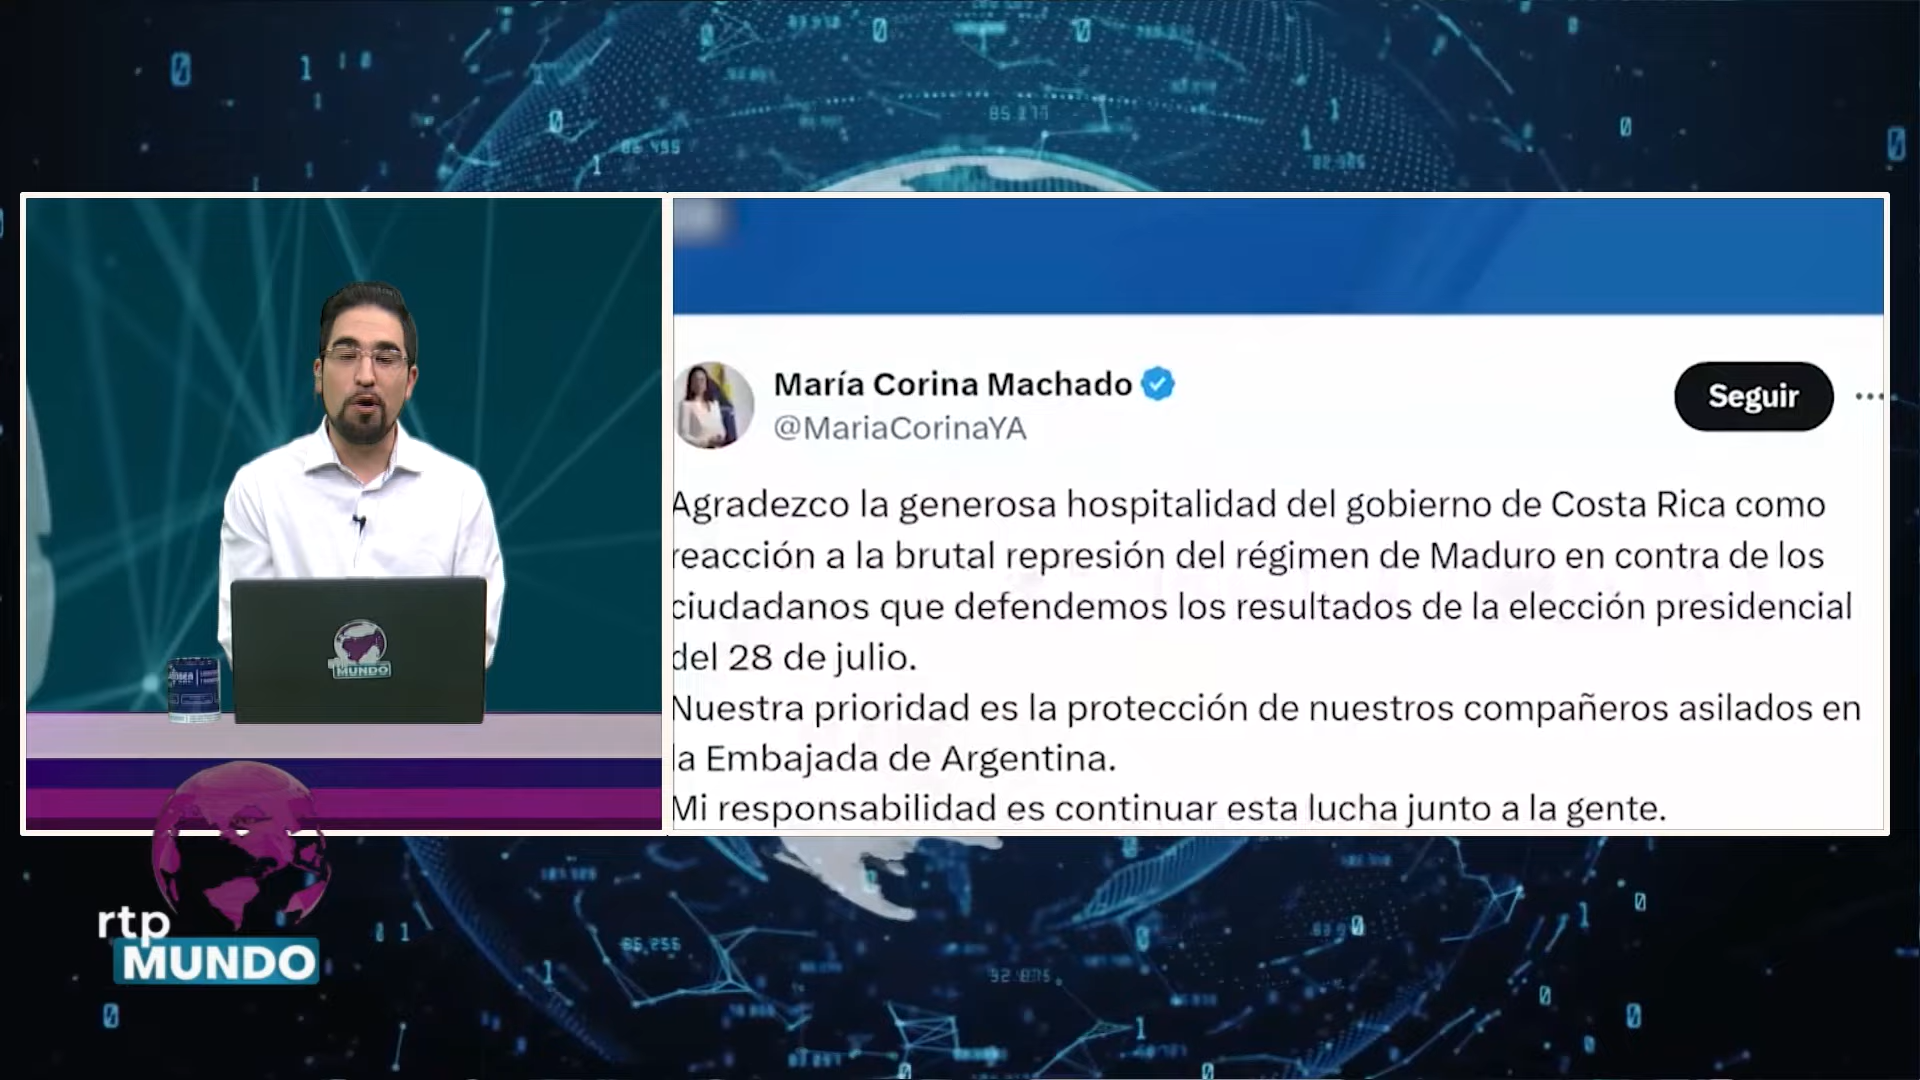 María Corina Machado
@MariaCorinaYA
Seguir
Agradezco la generosa hospitalidad del gobierno de Costa Rica como
reacción a la brutal represión del régimen de Maduro en contra de los
ciudadanos que defendemos los resultados de la elección presidencial
del 28 de julio.
Nuestra prioridad es la protección de nuestros compañeros asilados en
la Embajada de Argentina.
Mi responsabilidad es continuar esta lucha junto a la gente.
MUNDO
rtp
MUNDO